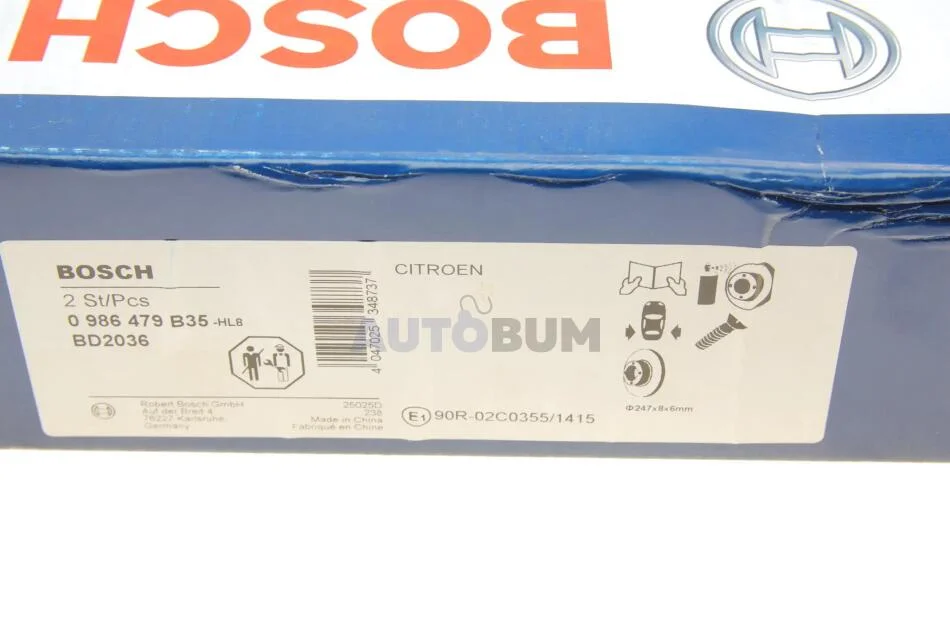 BOSCH
BOSCH
2 St/Pcs
0 986 479 B35 -HL8
BD2036
Robert Bosch GmbH
Auf der Breit 4
76227 Karlsruhe
Germany
25025D
238
Made in China
Fabriqué en Chine
4 047025 348737
CITROEN
AUTOBUM
E1 90R-02C0355/1415
Φ247x8x6mm